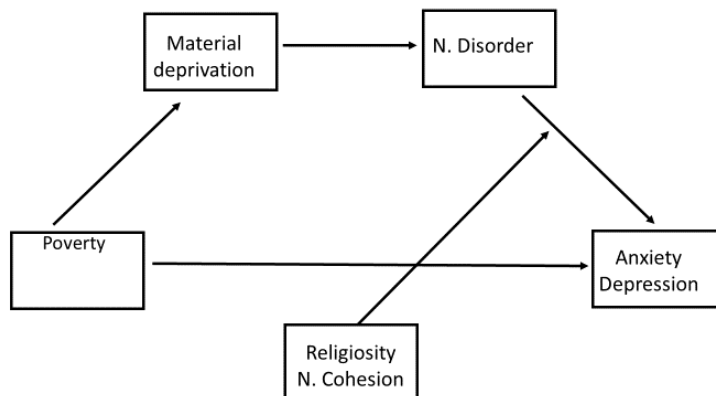 Material
deprivation
N. Disorder
Poverty
Anxiety
Depression
Religiosity
N. Cohesion